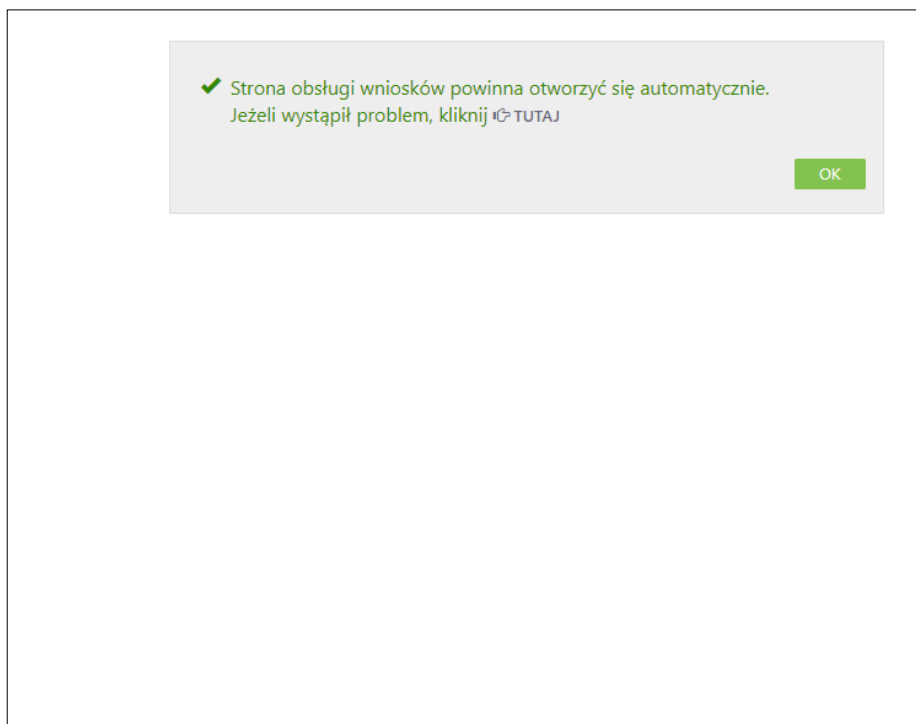 Strona obsługi wniosków powinna otworzyć się automatycznie.
Jeżeli wystąpił problem, kliknij TUTAJ
OK